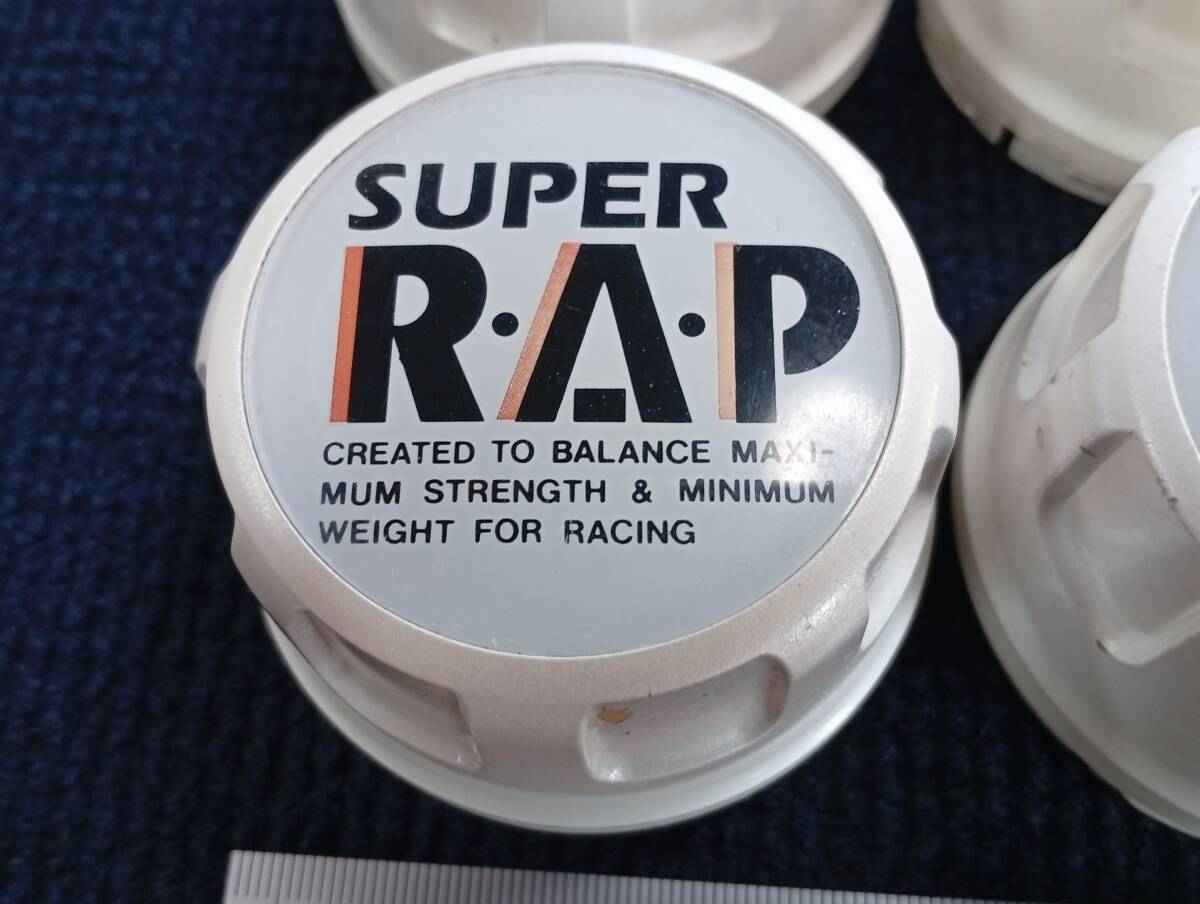 SUPER
R·A·P
CREATED TO BALANCE MAXI-
MUM STRENGTH & MINIMUM
WEIGHT FOR RACING